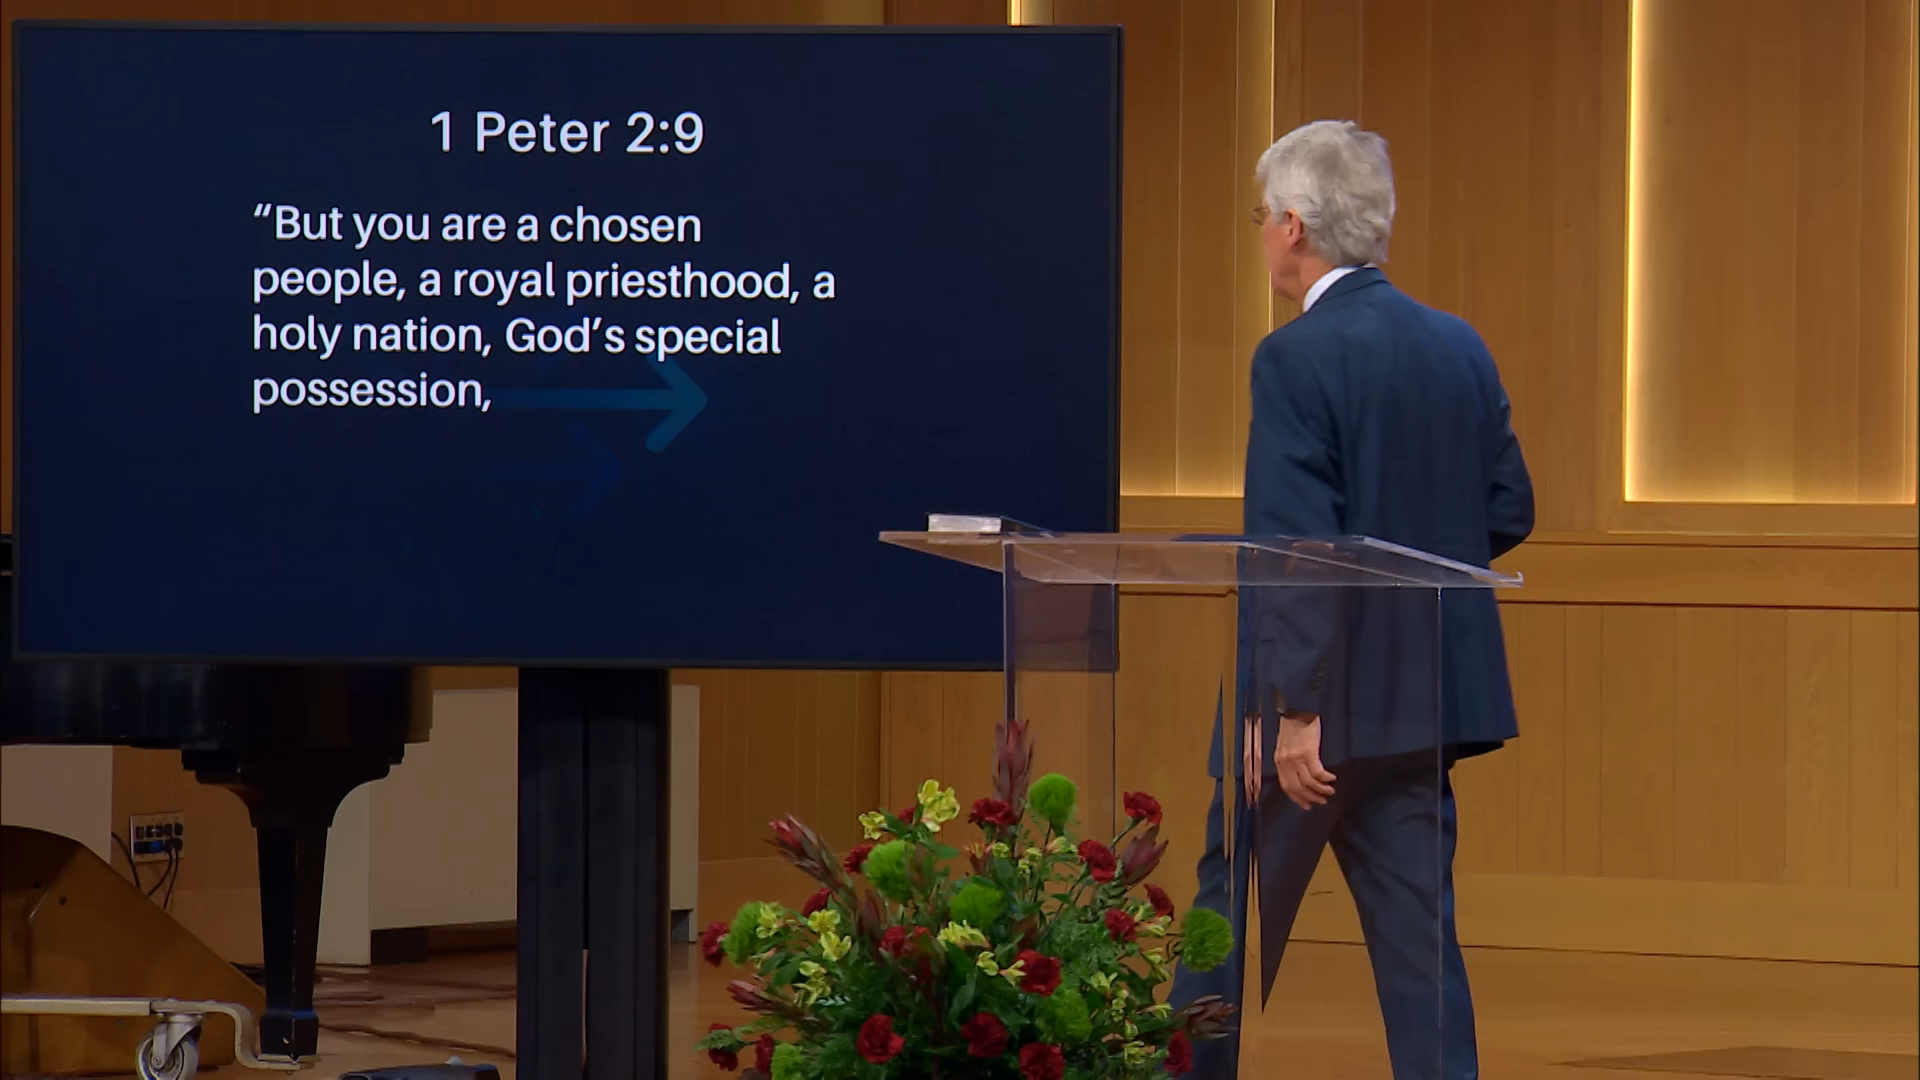 1 Peter 2:9
“But you are a chosen
people, a royal priesthood, a
holy nation, God’s special
possession,